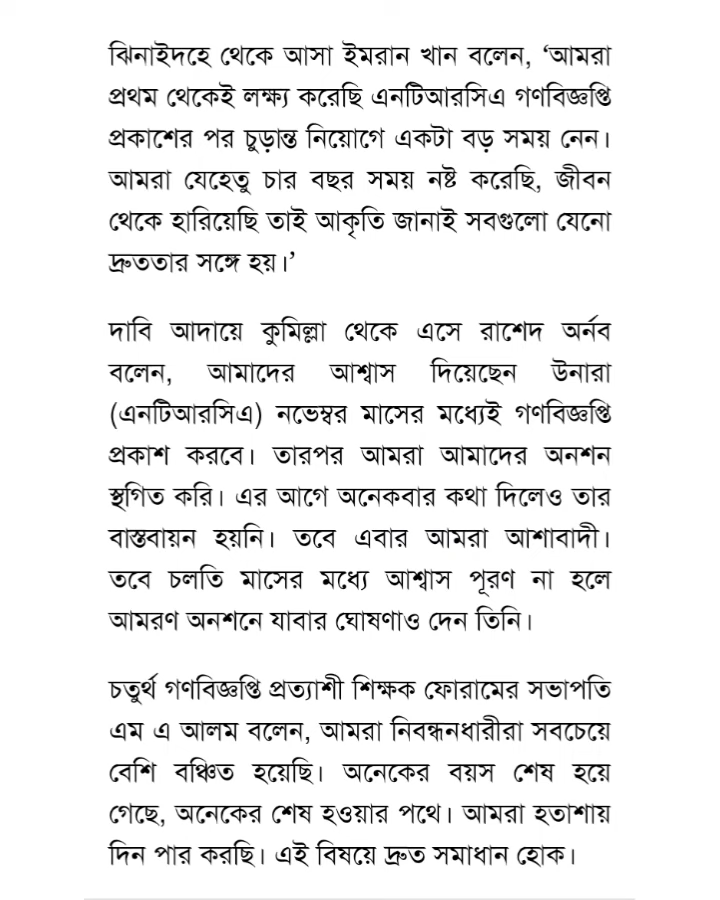 ঝিনাইদহে থেকে আসা ইমরান খান বলেন, ‘আমরা
প্রথম থেকেই লক্ষ্য করেছি এনটিআরসিএ গণবিজ্ঞপ্তি
প্রকাশের পর চুড়ান্ত নিয়োগে একটা বড় সময় নেন।
আমরা যেহেতু চার বছর সময় নষ্ট করেছি, জীবন
থেকে হারিয়েছি তাই আকৃতি জানাই সবগুলো যেনো
দ্রুততার সঙ্গে হয়।’
দাবি আদায়ে কুমিল্লা থেকে এসে রাশেদ অর্নব
বলেন, আমাদের আশ্বাস দিয়েছেন উনারা
(এনটিআরসিএ) নভেম্বর মাসের মধ্যেই গণবিজ্ঞপ্তি
প্রকাশ করবে। তারপর আমরা আমাদের অনশন
স্থগিত করি। এর আগে অনেকবার কথা দিলেও তার
বাস্তবায়ন হয়নি। তবে এবার আমরা আশাবাদী।
তবে চলতি মাসের মধ্যে আশ্বাস পূরণ না হলে
আমরণ অনশনে যাবার ঘোষণাও দেন তিনি।
চতুর্থ গণবিজ্ঞপ্তি প্রত্যাশী শিক্ষক ফোরামের সভাপতি
এম এ আলম বলেন, আমরা নিবন্ধনধারীরা সবচেয়ে
বেশি বঞ্চিত হয়েছি। অনেকের বয়স শেষ হয়ে
গেছে, অনেকের শেষ হওয়ার পথে। আমরা হতাশায়
দিন পার করছি। এই বিষয়ে দ্রুত সমাধান হোক।